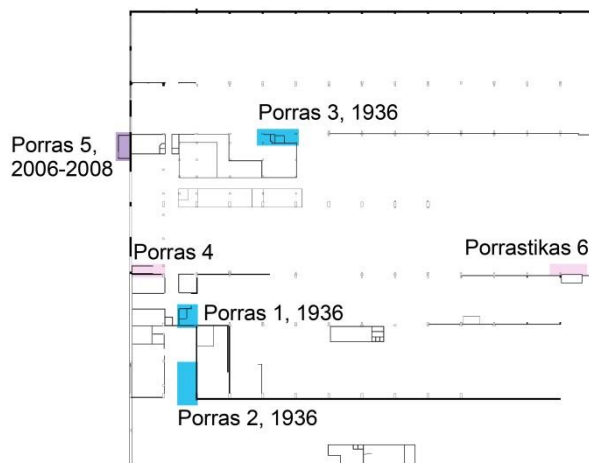 Porras 3, 1936
Porras 5,
2006-2008
Porras 4
Porrastikas 6
Porras 1, 1936
Porras 2, 1936